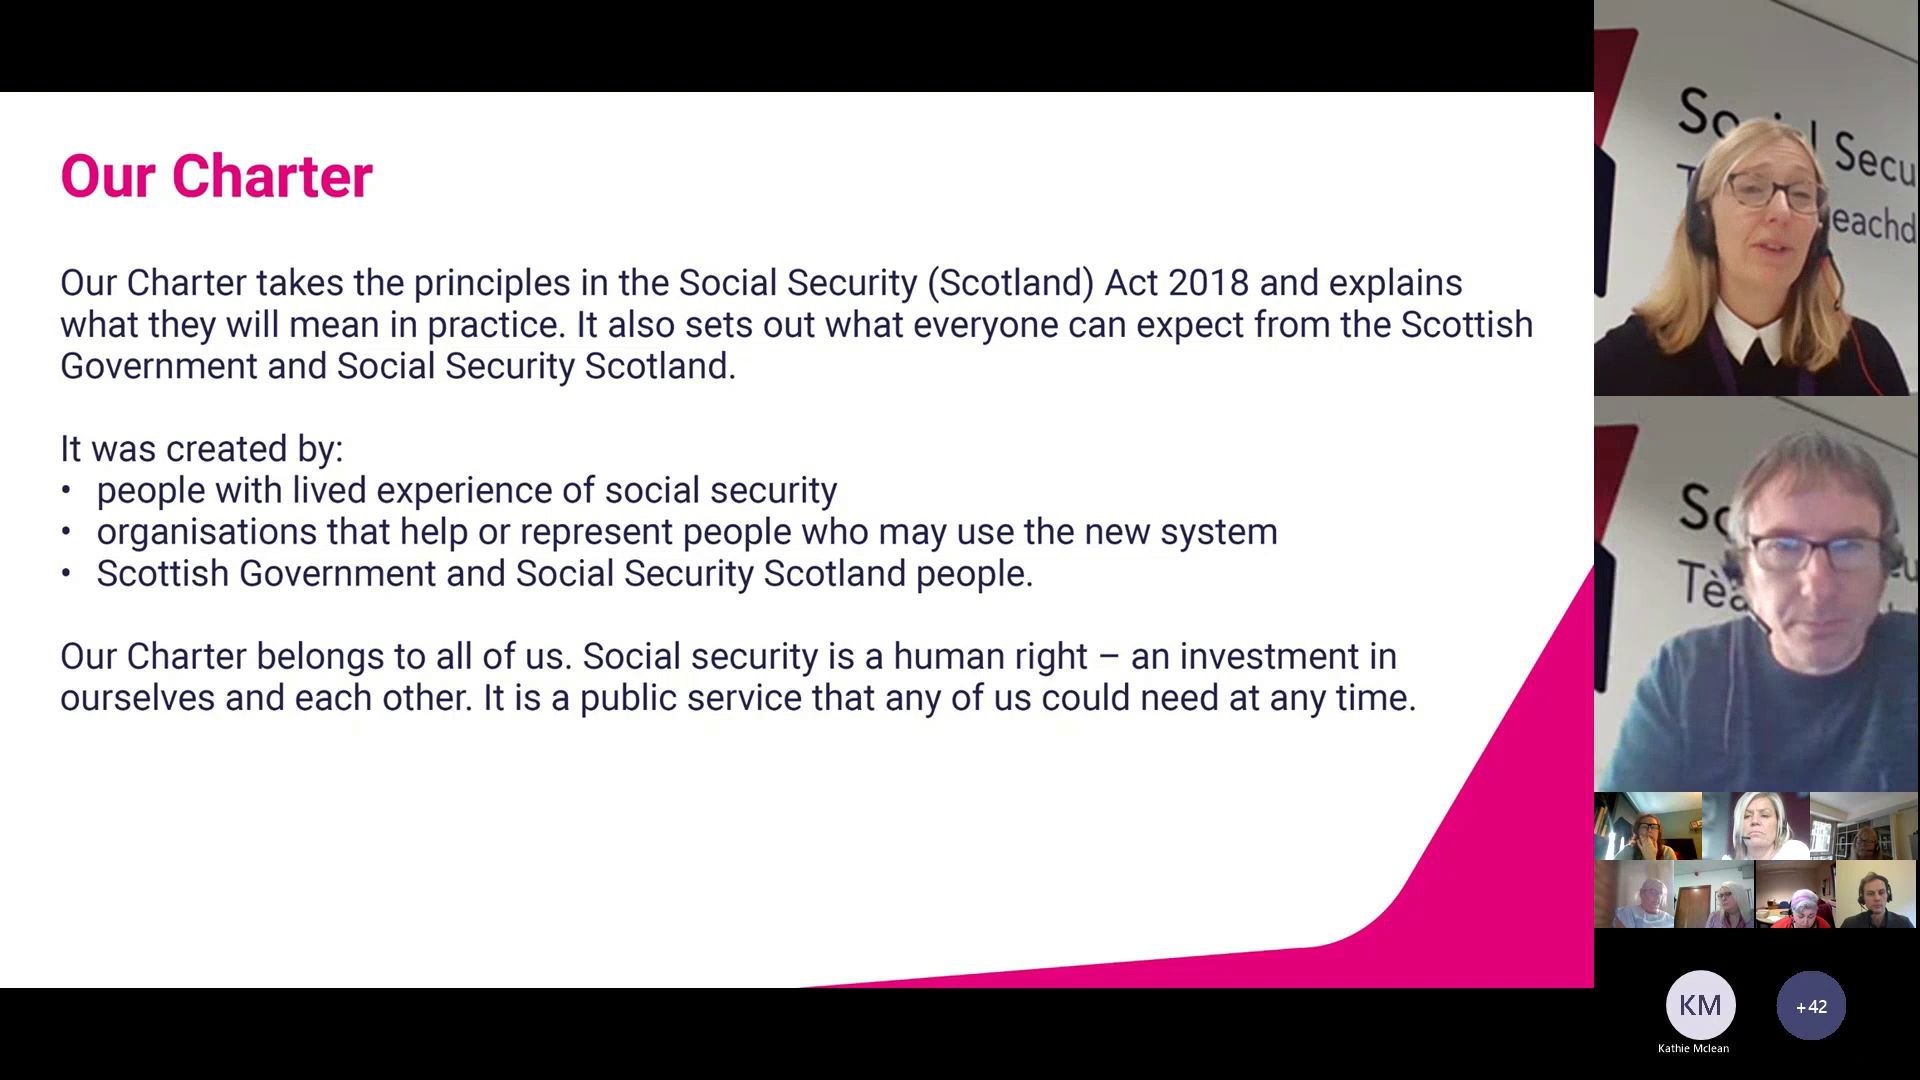 Our Charter
Our Charter takes the principles in the Social Security (Scotland) Act 2018 and explains
what they will mean in practice. It also sets out what everyone can expect from the Scottish
Government and Social Security Scotland.
It was created by:
• people with lived experience of social security
• organisations that help or represent people who may use the new system
• Scottish Government and Social Security Scotland people.
Our Charter belongs to all of us. Social security is a human right – an investment in
ourselves and each other. It is a public service that any of us could need at any time.
Social Secu
eachd
So
Tèa
KM
+42
Kathie Mclean